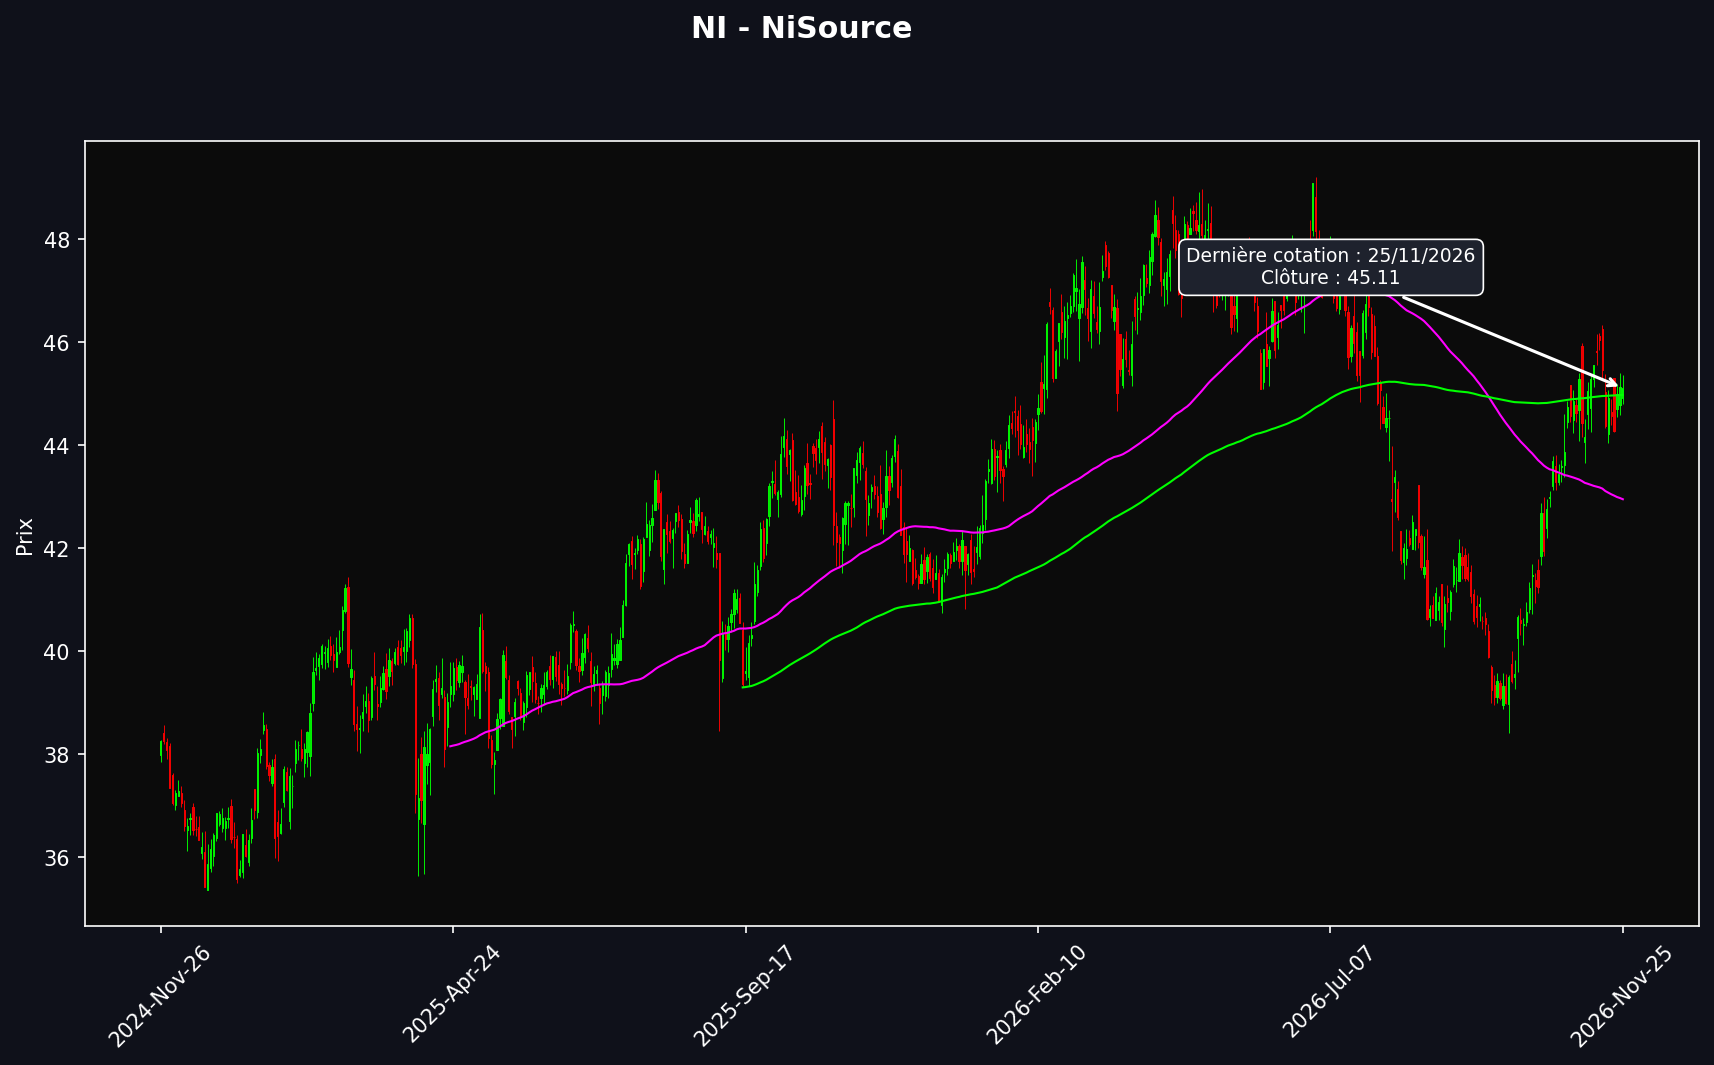 NI - NiSource
Dernière cotation : 25/11/2026
Clôture : 45.11
Prix
48
46
44
42
40
38
36
2024-Nov-26
2025-Apr-24
2025-Sep-17
2026-Feb-10
2026-Jul-07
2026-Nov-25